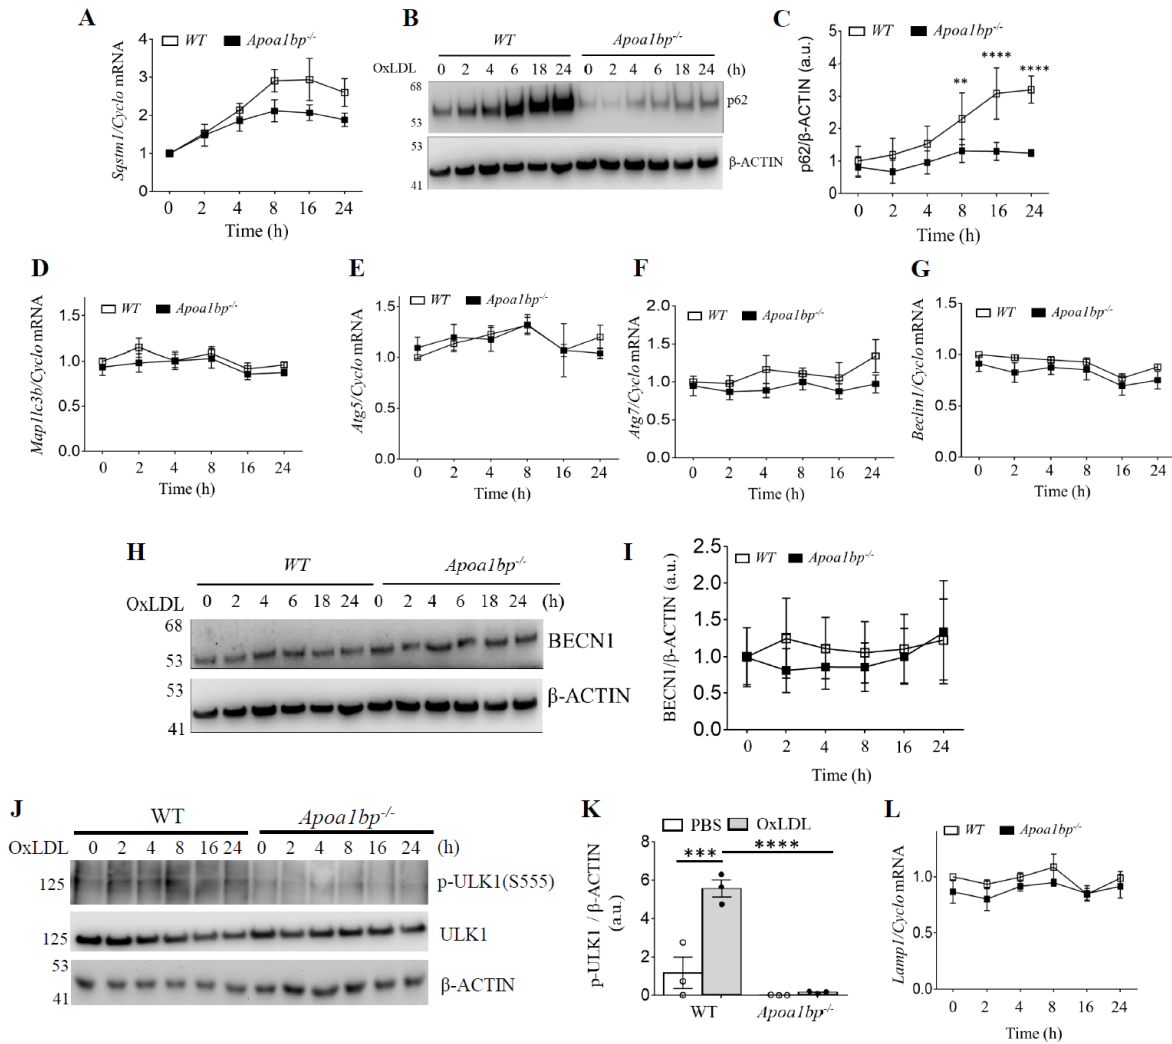 A
WT Apoa1bp-/-
Sqstm1/Cyclo mRNA
4
3
2
1
0 2 4 8 16 24
Time (h)
B
WT Apoa1bp-/-
OxLDL 0 2 4 6 18 24 0 2 4 6 18 24 (h)
68
53
p62
53
41
β-ACTIN
C
WT Apoa1bp-/-
p62/β-ACTIN (a.u.)
5
4
3
2
1
0
** **** ****
0 2 4 8 16 24
Time (h)
D
WT Apoa1bp-/-
Map1lc3b/Cyclo mRNA
1.5
1.0
0.5
0.0
0 2 4 8 16 24
Time (h)
E
WT Apoa1bp-/-
Atg5/Cyclo mRNA
1.5
1.0
0.5
0.0
0 2 4 8 16 24
Time (h)
F
WT Apoa1bp-/-
Atg7/Cyclo mRNA
2.0
1.5
1.0
0.5
0.0
0 2 4 8 16 24
Time (h)
G
WT Apoa1bp-/-
Beclin1/Cyclo mRNA
1.5
1.0
0.5
0.0
0 2 4 8 16 24
Time (h)
H
WT Apoa1bp-/-
OxLDL 0 2 4 6 18 24 0 2 4 6 18 24 (h)
68
53
BECN1
53
41
β-ACTIN
I
WT Apoa1bp-/-
BECN1/β-ACTIN (a.u.)
2.5
2.0
1.5
1.0
0.5
0.0
0 2 4 8 16 24
Time (h)
J
WT Apoa1bp-/-
OxLDL 0 2 4 8 16 24 0 2 4 8 16 24 (h)
125
p-ULK1(S555)
125
ULK1
53
41
β-ACTIN
K
PBS OxLDL
*** ****
p-ULK1 / β-ACTIN
(a.u.)
8
6
4
2
0
WT Apoa1bp-/-
L
WT Apoa1bp-/-
Lamp1/Cyclo mRNA
1.5
1.0
0.5
0.0
0 2 4 8 16 24
Time (h)